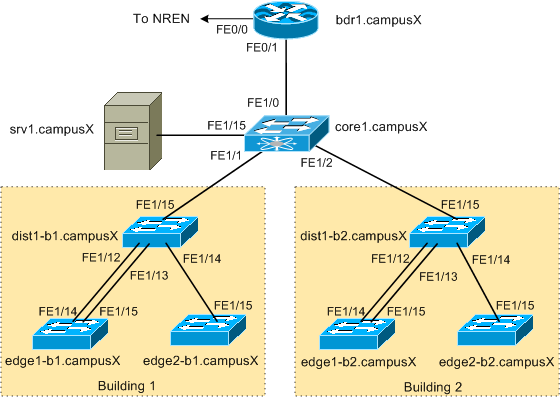 To NREN
FE0/0
bdr1.campusX
FE0/1
FE1/0
srv1.campusX
FE1/15
core1.campusX
FE1/1
FE1/2
FE1/15
dist1-b1.campusX
FE1/12
FE1/14
FE1/13
FE1/14
FE1/15
FE1/15
edge1-b1.campusX
edge2-b1.campusX
Building 1
FE1/15
dist1-b2.campusX
FE1/12
FE1/14
FE1/13
FE1/14
FE1/15
FE1/15
edge1-b2.campusX
edge2-b2.campusX
Building 2